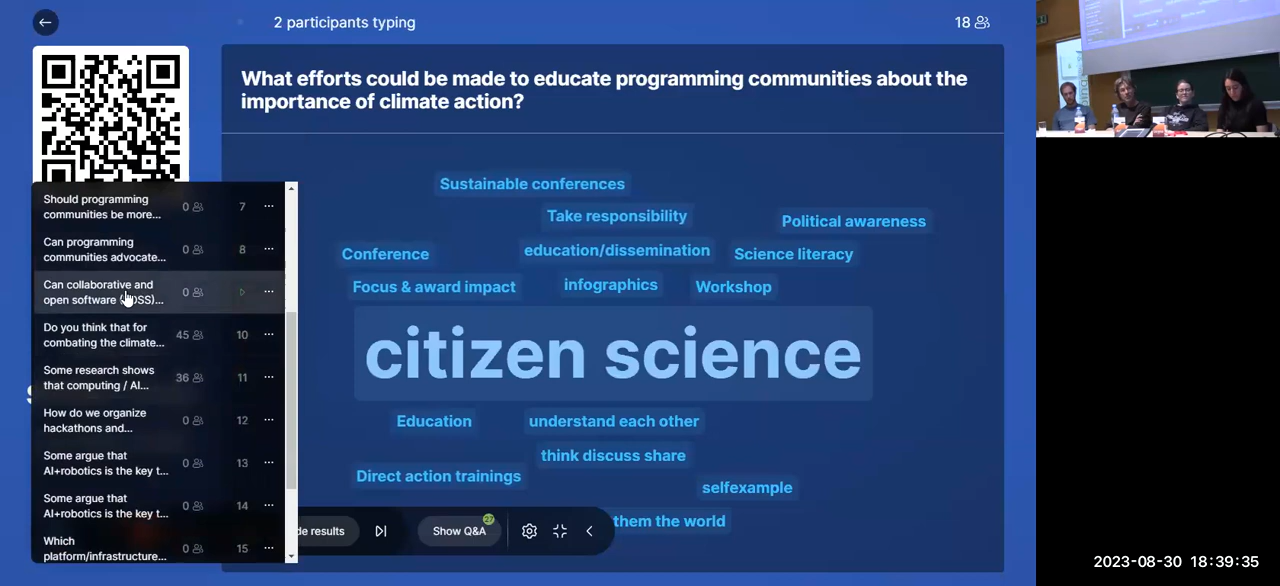 2 participants typing
18
What efforts could be made to educate programming communities about the
importance of climate action?
Sustainable conferences
Take responsibility
Political awareness
Conference
education/dissemination
Science literacy
Focus & award impact
infographics
Workshop
citizen science
Education
understand each other
think discuss share
Direct action trainings
selfexample
them the world
Should programming
communities be more...
0
7
Can programming
communities advocate...
0
8
Can collaborative and
open software
0
Do you think that for
combating the climate...
45
10
Some research shows
that computing / AI...
36
11
How do we organize
hackathons and...
0
12
Some argue that
AI+robotics is the key t...
0
13
Some argue that
AI+robotics is the key t...
0
14
Which
platform/infrastructure...
0
15
results
Show Q&A
27
2023-08-30 18:39:35